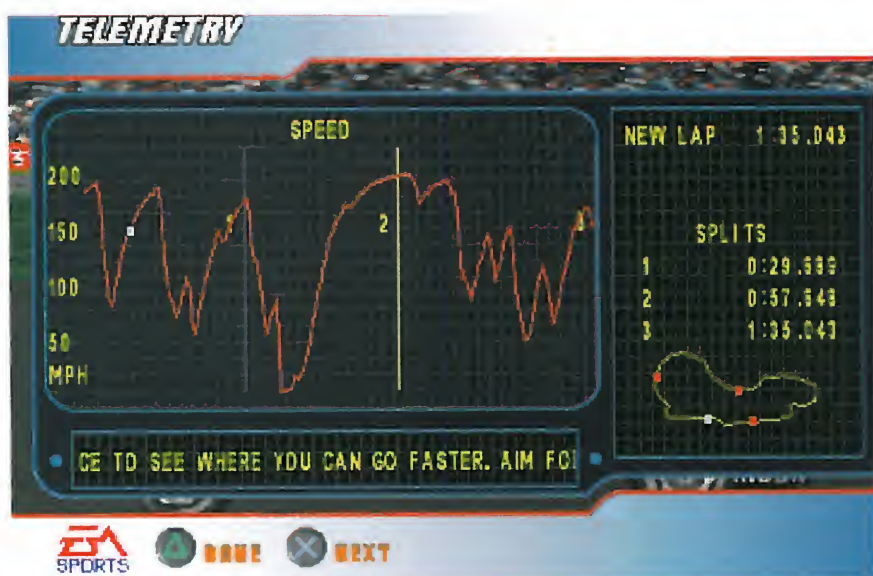 TELEMETRY
SPEED
200
150
100
50
MPH
1
2
3
NEW LAP 1:35.043
SPLITS
1 0:29.689
2 0:57.648
3 1:35.043
CE TO SEE WHERE YOU CAN GO FASTER. AIM FO
EA
SPORTS
NEXT